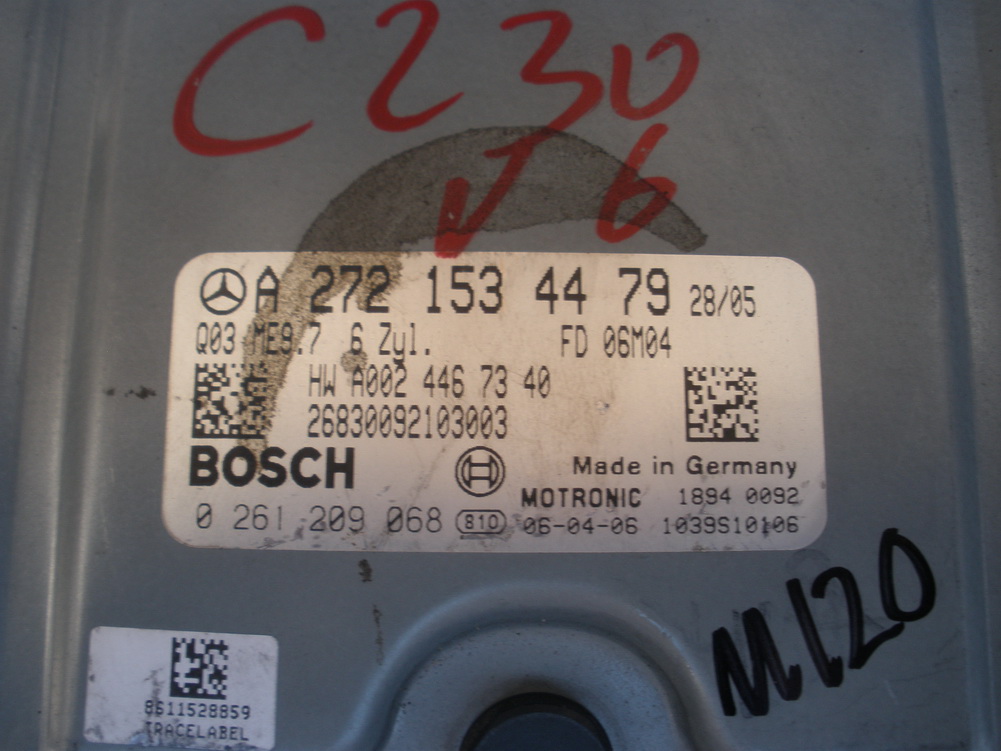 C230
V6
A 272 153 44 79 28/05
Q03 ME9.7 6 Zyl. FD 06M04
HW A002 446 73 40
26830092103003
BOSCH
Made in Germany
MOTRONIC 1894 0092
0 261 209 068 810 06-04-06 1039S10106
M120
8611528859
TRACELABEL